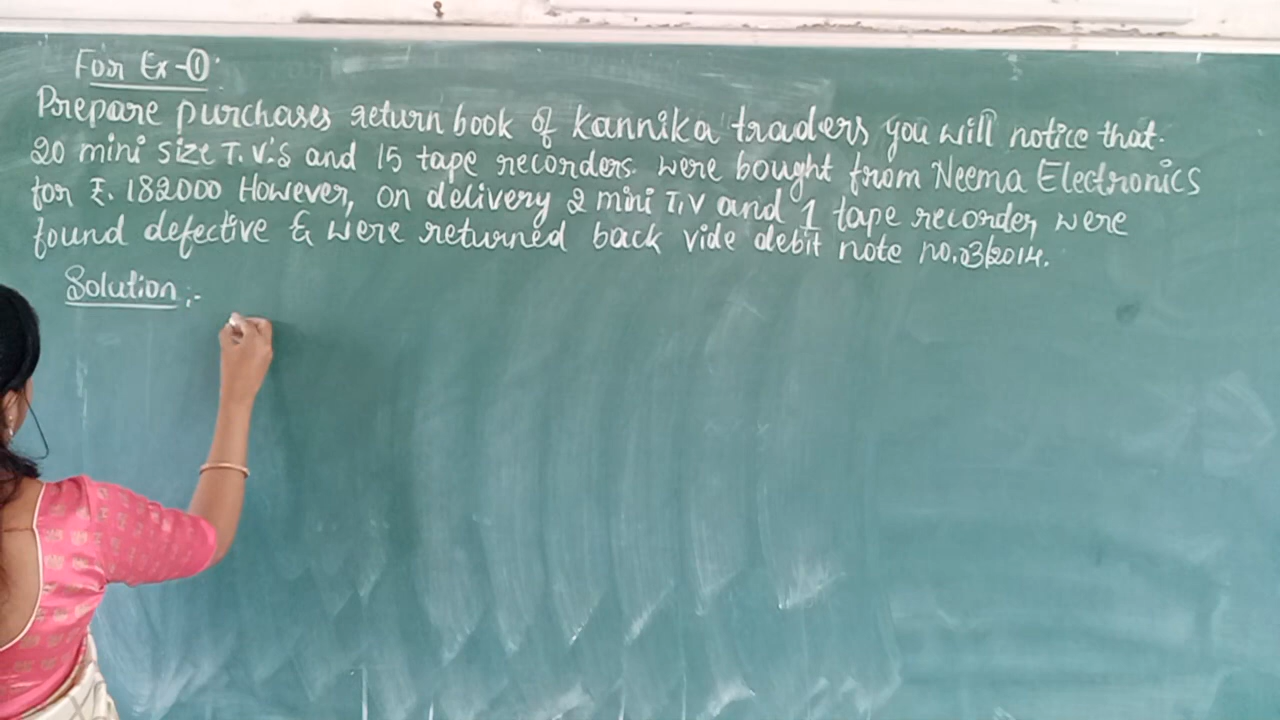 For Ex-①:
Prepare purchases return book of Kannika traders you will notice that.
20 mini size T.V.'s and 15 tape recorders. were bought from Neema Electronics
for ₹. 182000 However, on delivery 2 mini T.V and 1 tape recorder were
found defective & were returned back vide debit note no.03/2014.
Solution:-